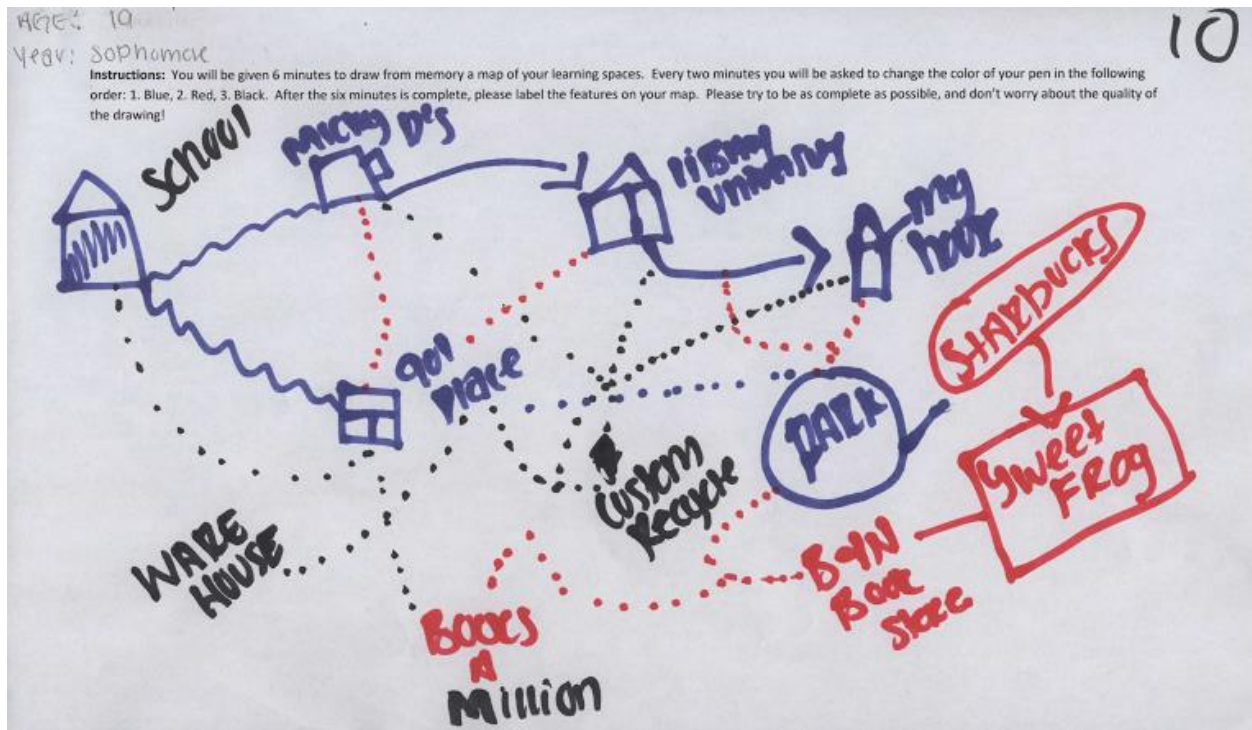 AGE: 19
10
Year: Sophomore
Instructions: You will be given 6 minutes to draw from memory a map of your learning spaces. Every two minutes you will be asked to change the color of your pen in the following
order: 1. Blue, 2. Red, 3. Black. After the six minutes is complete, please label the features on your map. Please try to be as complete as possible, and don't worry about the quality of
the drawing!
School
Micky D's
library
University
my
house
Starbucks
901
Place
PARK
Sweet
FROG
Custom
Recycle
WARE
HOUSE
B&N
Book
Store
Books
A
Million